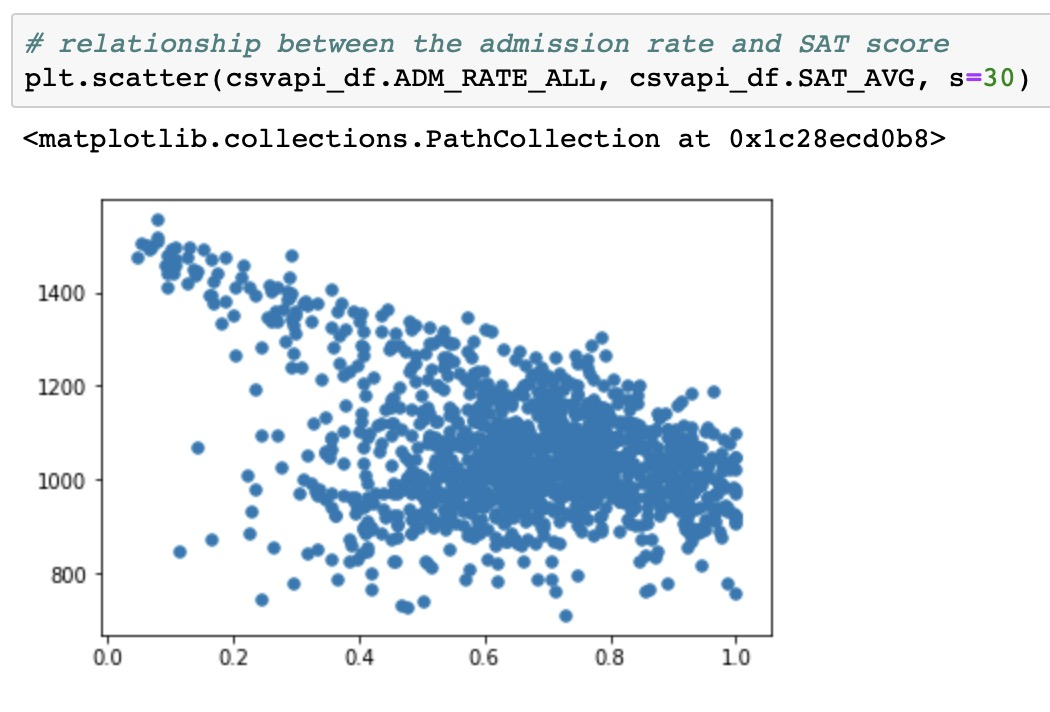 # relationship between the admission rate and SAT score
plt.scatter(csvapi_df.ADM_RATE_ALL, csvapi_df.SAT_AVG, s=30)
<matplotlib.collections.PathCollection at 0x1c28ecd0b8>
1400
1200
1000
800
0.0 0.2 0.4 0.6 0.8 1.0